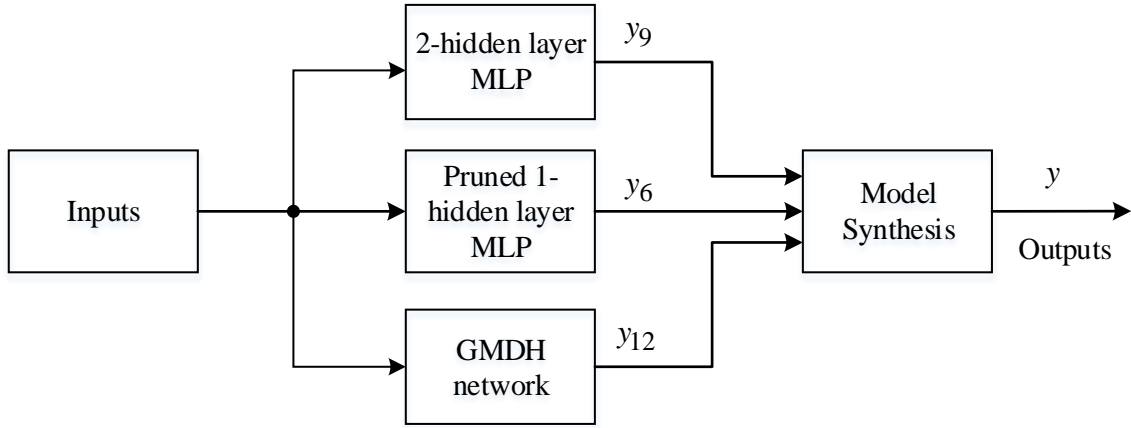 2-hidden layer
MLP
y9
Inputs
Pruned 1-
hidden layer
MLP
y6
Model
Synthesis
y
Outputs
GMDH
network
y12